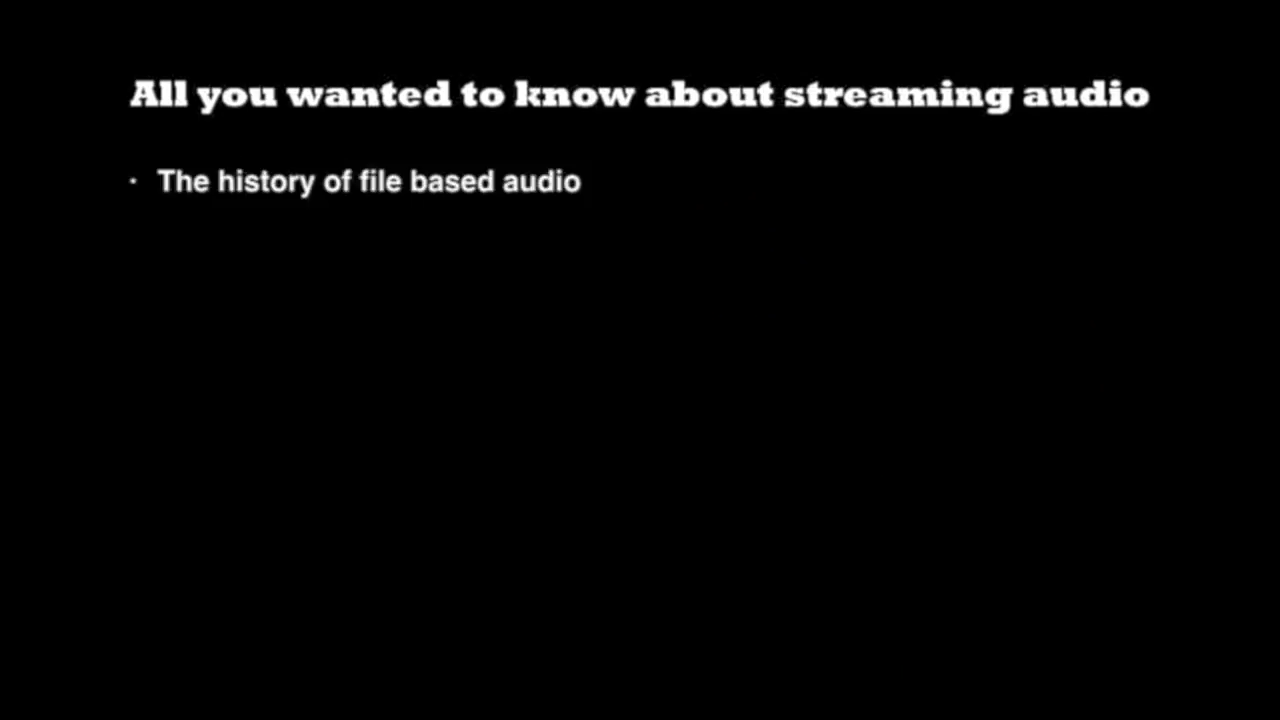 All you wanted to know about streaming audio
· The history of file based audio